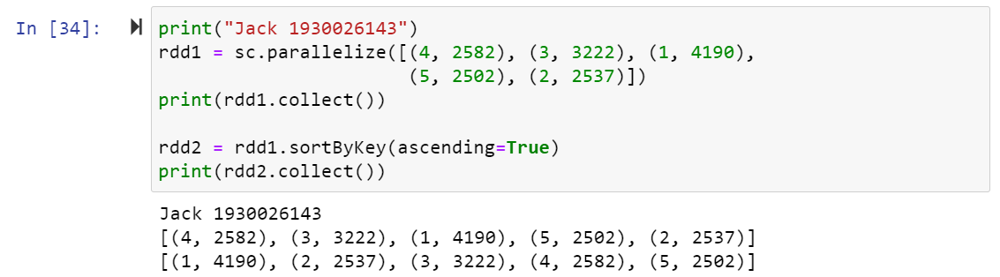 In [34]:
print("Jack 1930026143")
rdd1 = sc.parallelize([(4, 2582), (3, 3222), (1, 4190),
                       (5, 2502), (2, 2537)])
print(rdd1.collect())

rdd2 = rdd1.sortByKey(ascending=True)
print(rdd2.collect())
Jack 1930026143
[(4, 2582), (3, 3222), (1, 4190), (5, 2502), (2, 2537)]
[(1, 4190), (2, 2537), (3, 3222), (4, 2582), (5, 2502)]